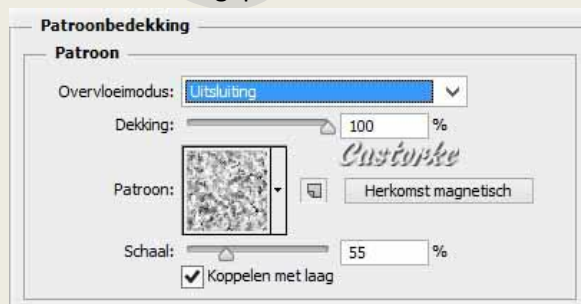 Patroonbedekking
Patroon
Overvloeimodus: Uitsluiting
Dekking: 100 %
Castorke
Patroon: Herkomst magnetisch
Schaal: 55 %
Koppelen met laag